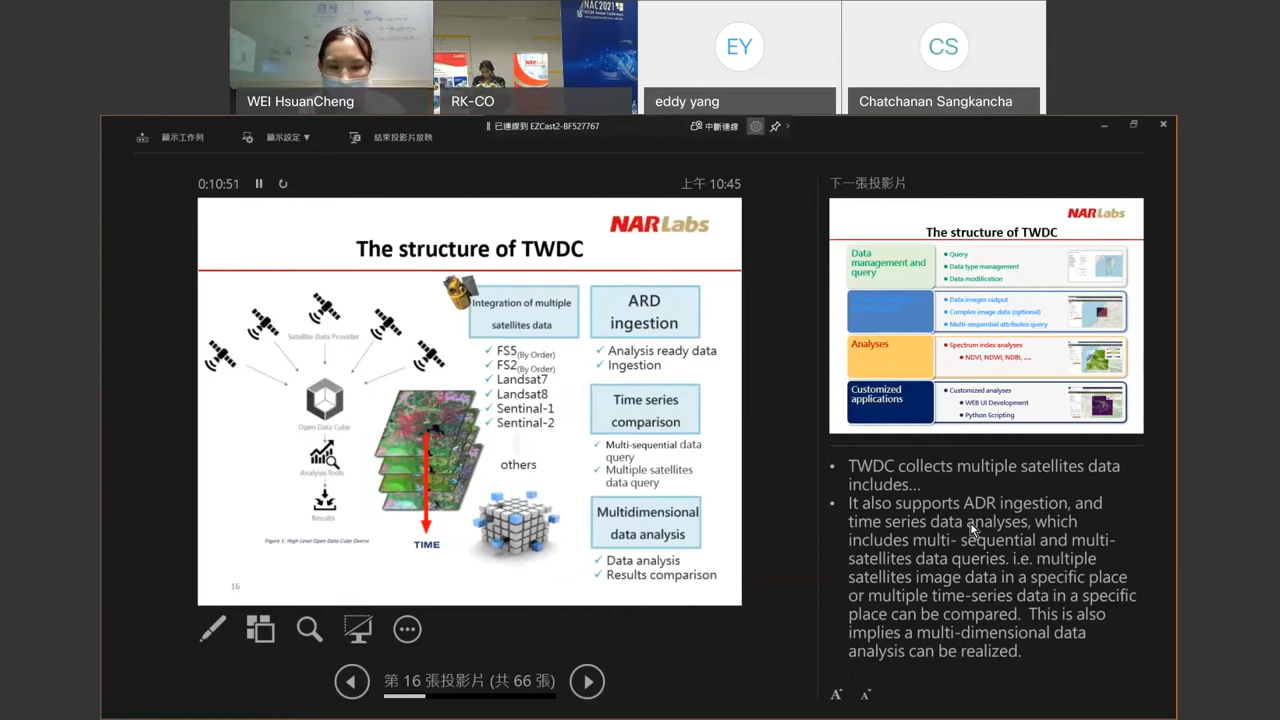 NAC2021
WEI HsuanCheng
RK-CO
EY
eddy yang
CS
Chatchanan Sangkancha
顯示工作列
顯示設定 ▼
結束投影片放映
已連線到 EZCast2-BF527767
中斷連線
0:10:51
上午 10:45
NARLabs
The structure of TWDC
Satellite Data Provider
Open Data Cube
Analysis Tools
Results
Figure 1: High-Level Open Data Cube Overview
TIME
16
Integration of multiple
satellites data
✓ FS5(By Order)
✓ FS2(By Order)
✓ Landsat7
✓ Landsat8
✓ Sentinal-1
✓ Sentinal-2
others
ARD
ingestion
✓ Analysis ready data
✓ Ingestion
Time series
comparison
✓ Multi-sequential data
query
✓ Multiple satellites
data query
Multidimensional
data analysis
✓ Data analysis
✓ Results comparison
第 16 張投影片 (共 66 張)
下一張投影片
NARLabs
The structure of TWDC
Data
management and
query
• Query
• Data type management
• Data modification
• Data images output
• Complex image data (optional)
• Multi-sequential attributes query
Analyses
• Spectrum index analyses
• NDVI, NDWI, NDBI, ....
Customized
applications
• Customized analyses
• WEB UI Development
• Python Scripting
• TWDC collects multiple satellites data
includes...
• It also supports ADR ingestion, and
time series data analyses, which
includes multi- sequential and multi-
satellites data queries. i.e. multiple
satellites image data in a specific place
or multiple time-series data in a specific
place can be compared. This is also
implies a multi-dimensional data
analysis can be realized.
A A